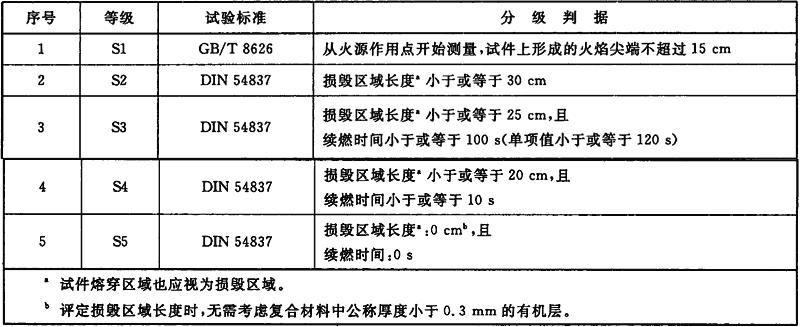 序号 等级 试验标准 分级判据
1 S1 GB/T 8626 从火源作用点开始测量,试件上形成的火焰尖端不超过 15 cm
2 S2 DIN 54837 损毁区域长度ᵃ 小于或等于 30 cm
3 S3 DIN 54837 损毁区域长度ᵃ 小于或等于 25 cm,且
续燃时间小于或等于 100 s(单项值小于或等于 120 s)
4 S4 DIN 54837 损毁区域长度ᵃ 小于或等于 20 cm,且
续燃时间小于或等于 10 s
5 S5 DIN 54837 损毁区域长度ᵃ:0 cmᵇ,且
续燃时间:0 s
ᵃ 试件熔穿区域也应视为损毁区域。
ᵇ 评定损毁区域长度时,无需考虑复合材料中公称厚度小于 0.3 mm 的有机层。